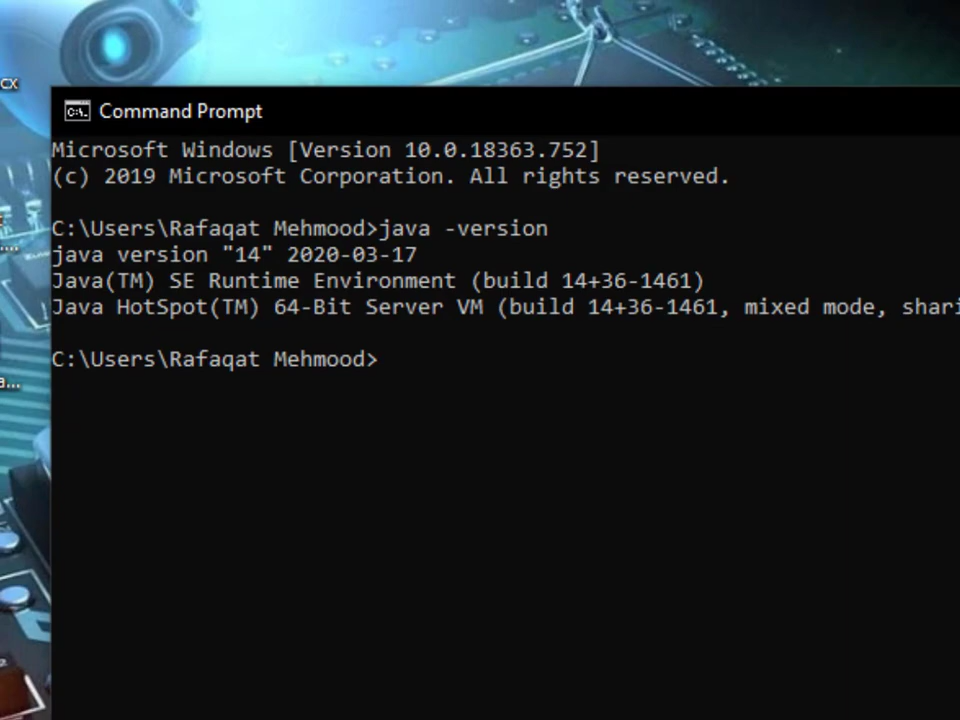 cx
C:\. Command Prompt
Microsoft Windows [Version 10.0.18363.752]
(c) 2019 Microsoft Corporation. All rights reserved.
C:\Users\Rafaqat Mehmood>java -version
java version "14" 2020-03-17
Java(TM) SE Runtime Environment (build 14+36-1461)
Java HotSpot(TM) 64-Bit Server VM (build 14+36-1461, mixed mode, shari
C:\Users\Rafaqat Mehmood>
a...